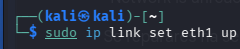 ┌──(kali㉿kali)-[~]
└─$ sudo ip link set eth1 up